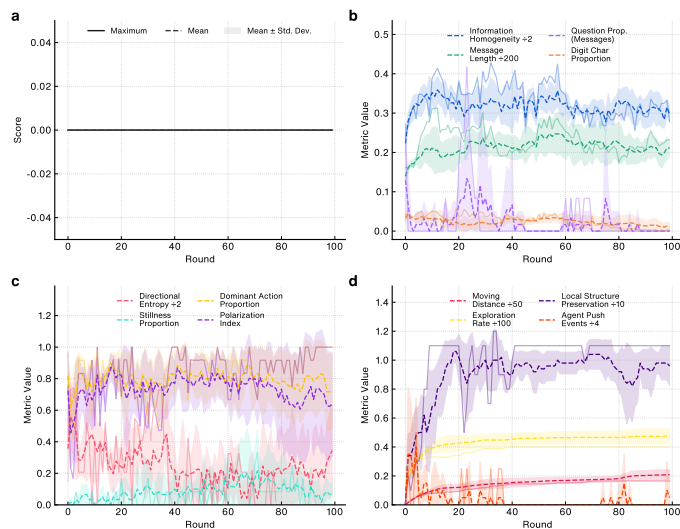 a
Maximum
Mean
Mean ± Std. Dev.
0.04
0.02
0.00
-0.02
-0.04
Score
0
20
40
60
80
100
Round
b
Information
Homogeneity ÷2
Message
Length ÷200
Question Prop.
(Messages)
Digit Char
Proportion
0.5
0.4
0.3
0.2
0.1
0.0
Metric Value
0
20
40
60
80
100
Round
c
Directional
Entropy ÷2
Stillness
Proportion
Dominant Action
Proportion
Polarization
Index
1.2
1.0
0.8
0.6
0.4
0.2
0.0
Metric Value
0
20
40
60
80
100
Round
d
Moving
Distance ÷50
Exploration
Rate ÷100
Local Structure
Preservation ÷10
Agent Push
Events ÷4
1.4
1.2
1.0
0.8
0.6
0.4
0.2
0.0
Metric Value
0
20
40
60
80
100
Round